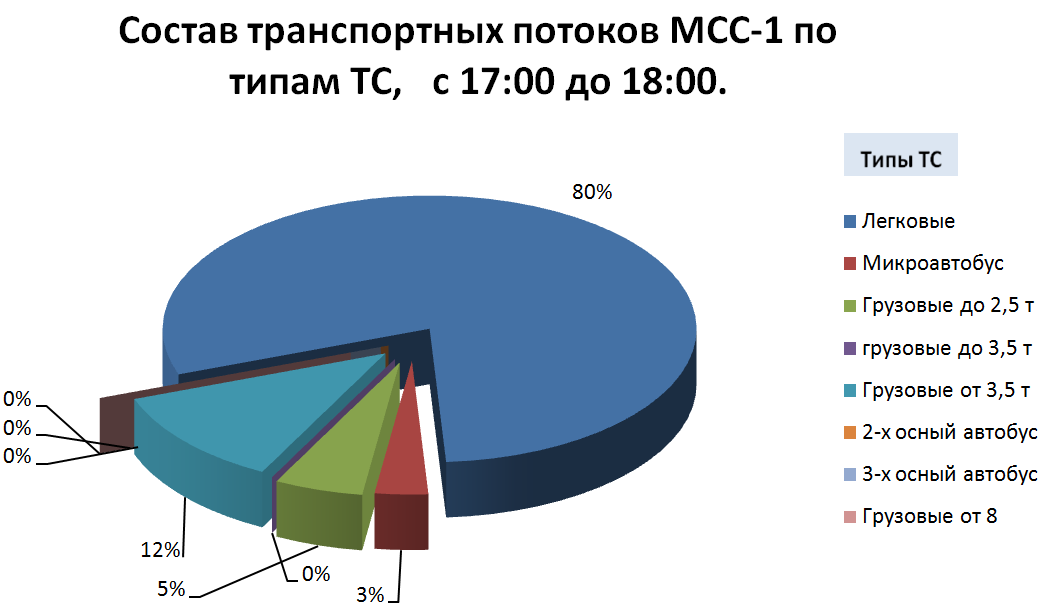 Состав транспортных потоков МСС-1 по
типам ТС, с 17:00 до 18:00.
Типы ТС
80%
Легковые
Микроавтобус
Грузовые до 2,5 т
грузовые до 3,5 т
Грузовые от 3,5 т
2-х осный автобус
3-х осный автобус
Грузовые от 8
0%
0%
0%
12%
5%
0%
3%